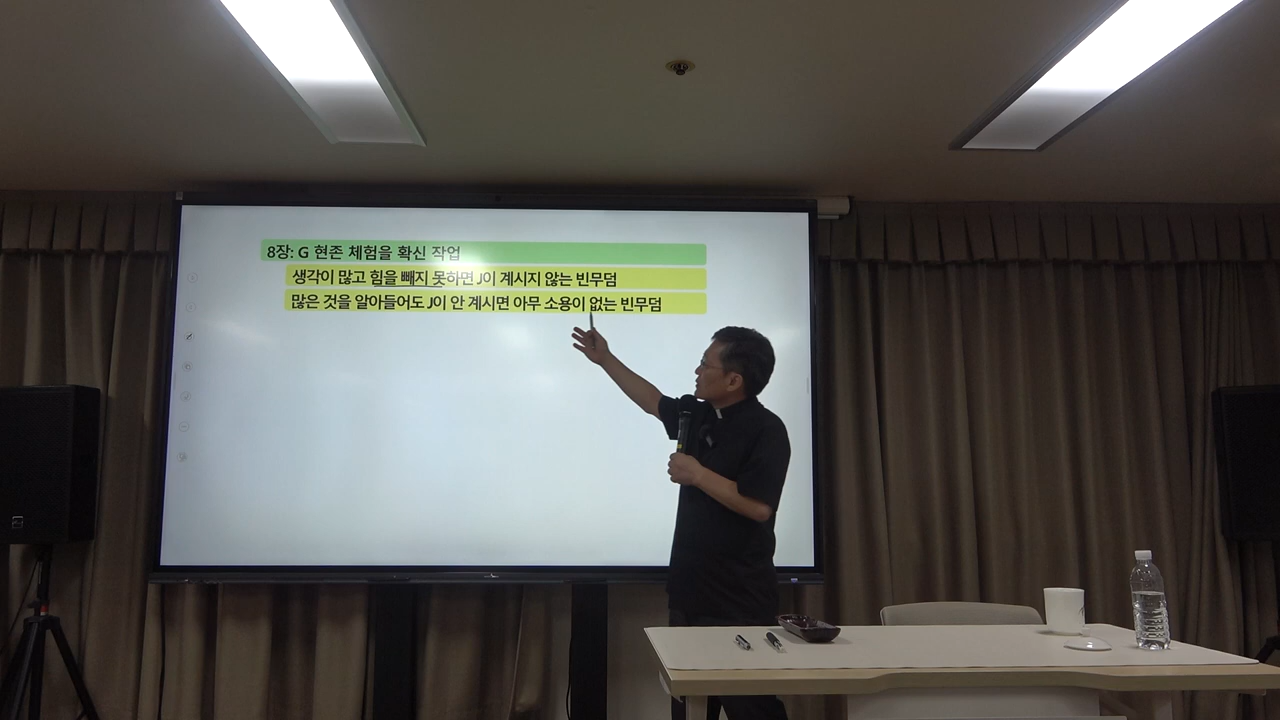 8장: G 현존 체험을 확신 작업
생각이 많고 힘을 빼지 못하면 J이 계시지 않는 빈무덤
많은 것을 알아들어도 J이 안 계시면 아무 소용이 없는 빈무덤